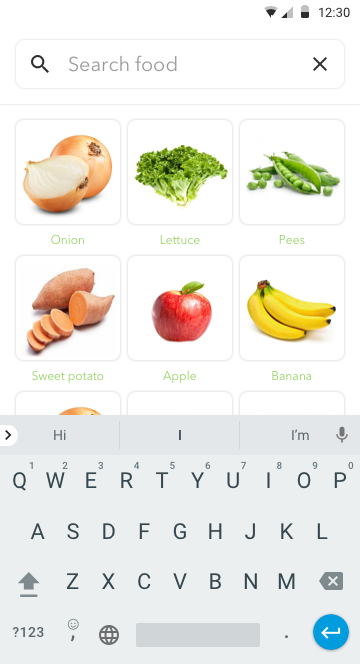 12:30
Search food
Onion Lettuce Pees
Sweet potato Apple Banana
Hi I I'm
1 2 3 4 5 6 7 8 9 0
Q W E R T Y U I O P
A S D F G H J K L
Z X C V B N M
?123 , .